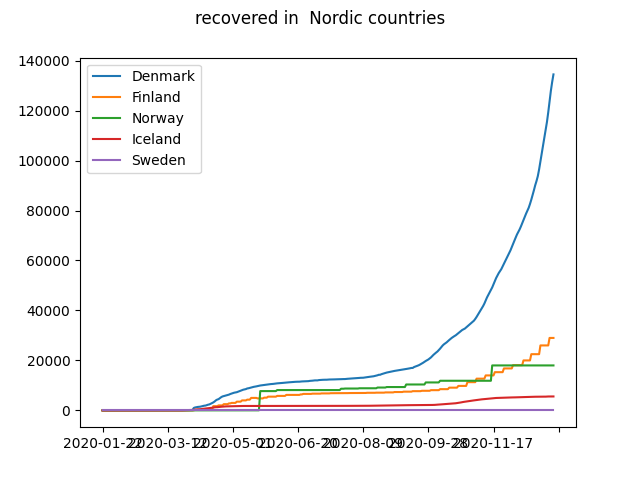 recovered in  Nordic countries
140000
120000
100000
80000
60000
40000
20000
0
Denmark
Finland
Norway
Iceland
Sweden
2020-01-22 2020-03-12 2020-05-01 2020-06-20 2020-08-09 2020-09-28 2020-11-17